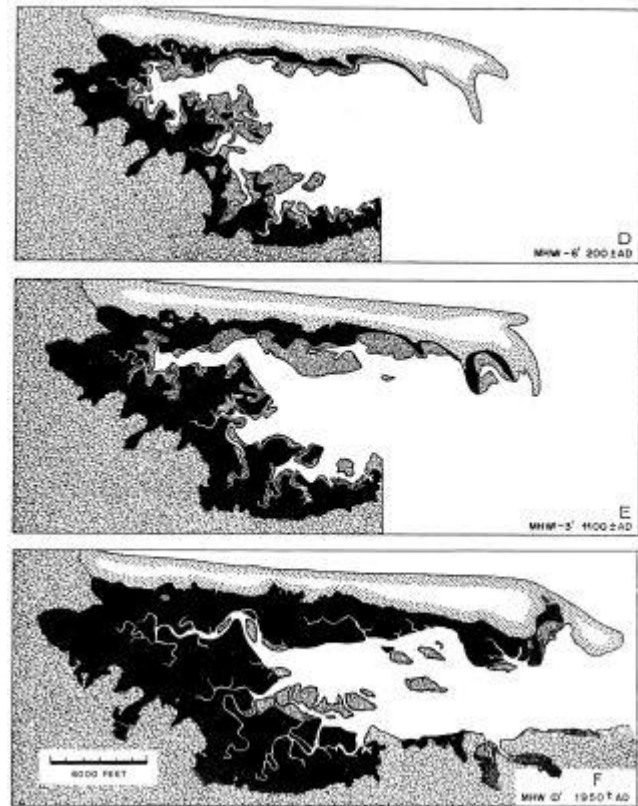 D
MHW-6' 200±AD
E
MHW-3' 1100±AD
6000 FEET
F
MHW 0' 1950±AD